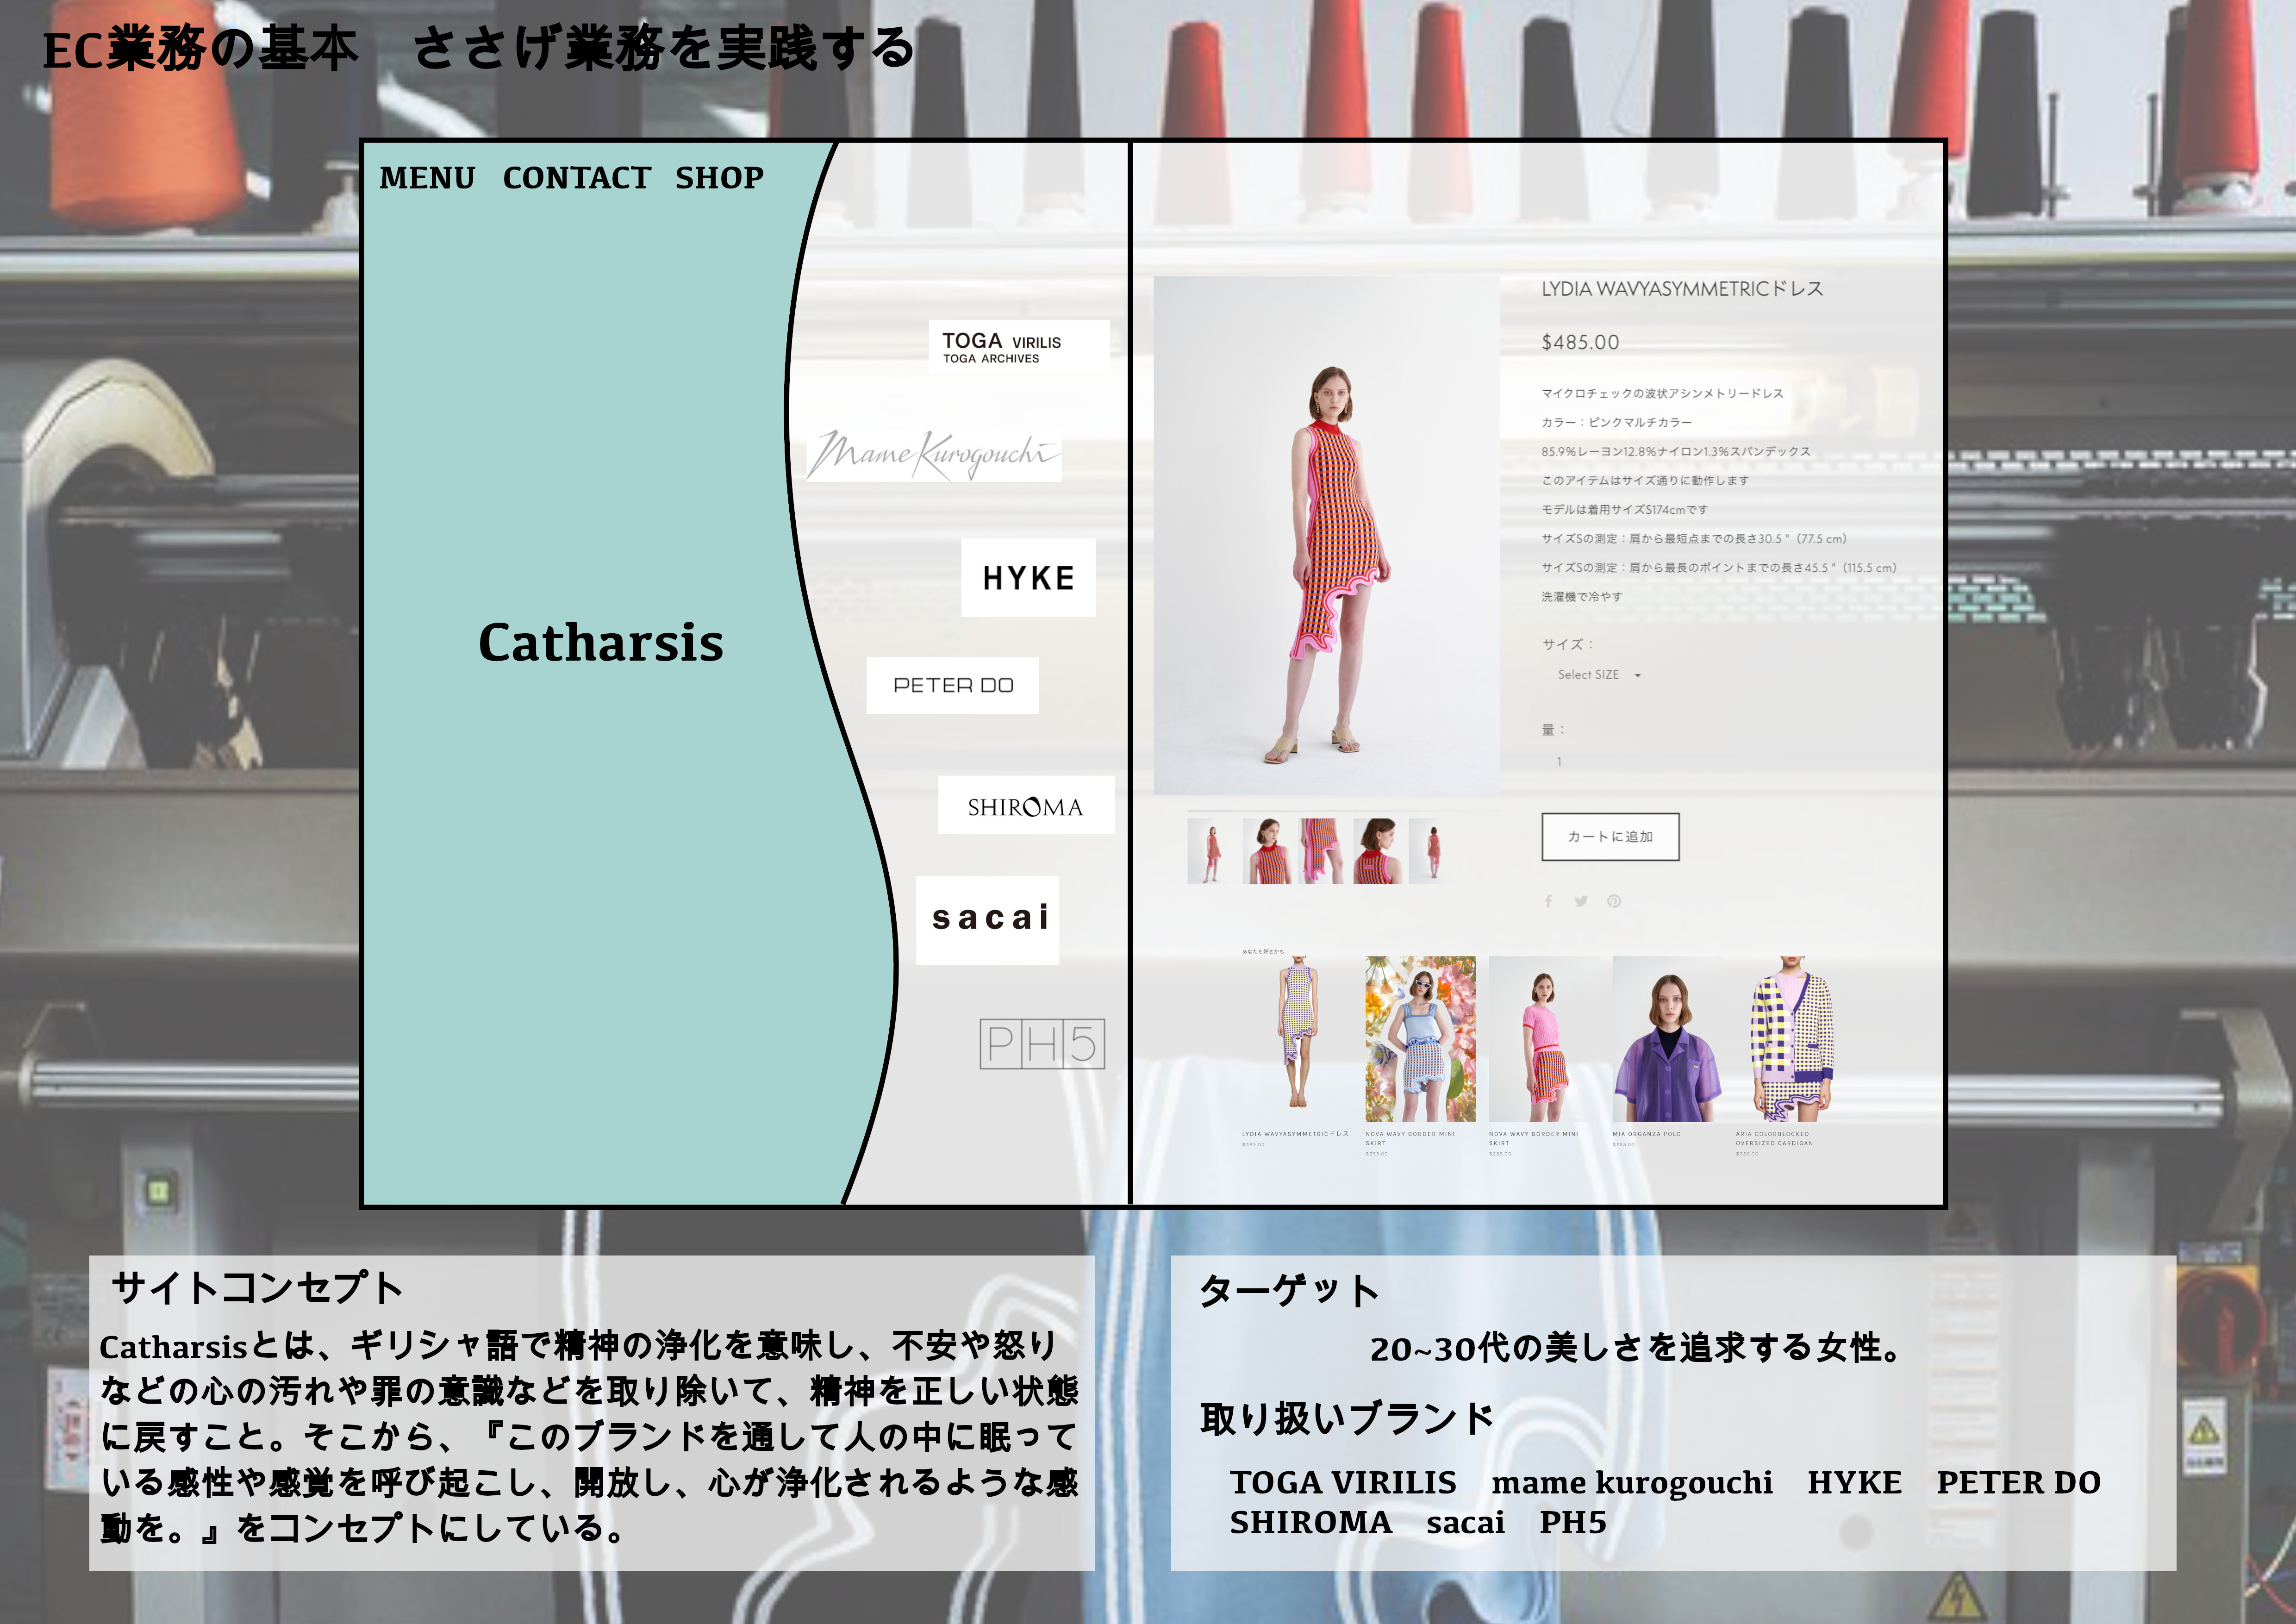 EC業務の基本　ささげ業務を実践する
MENU CONTACT SHOP
Catharsis
TOGA VIRILIS
TOGA ARCHIVES
Mame Kurogouchi
HYKE
PETER DO
SHIROMA
sacai
PH5
LYDIA WAVYASYMMETRICドレス
$485.00
マイクロチェックの波状アシンメトリードレス
カラー：ピンクマルチカラー
85.9%レーヨン12.8%ナイロン1.3%スパンデックス
このアイテムはサイズ通りに動作します
モデルは着用サイズS174cmです
サイズSの測定：肩から最短点までの長さ30.5 "（77.5 cm）
サイズSの測定：肩から最長のポイントまでの長さ45.5 "（115.5 cm）
洗濯機で冷やす
サイズ：
Select SIZE
量：
1
カートに追加
あなたも好きかも
LYDIA WAVYASYMMETRICドレス
$485.00
NOVA WAVY BORDER MINI
SKIRT
$255.00
NOVA WAVY BORDER MINI
SKIRT
$255.00
MIA ORGANZA POLO
ARIA COLORBLOCKED
OVERSIZED CARDIGAN
サイトコンセプト
Catharsisとは、ギリシャ語で精神の浄化を意味し、不安や怒り
などの心の汚れや罪の意識などを取り除いて、精神を正しい状態
に戻すこと。そこから、『このブランドを通して人の中に眠って
いる感性や感覚を呼び起こし、開放し、心が浄化されるような感
動を。』をコンセプトにしている。
ターゲット
20~30代の美しさを追求する女性。
取り扱いブランド
TOGA VIRILIS　mame kurogouchi　HYKE　PETER DO
SHIROMA　sacai　PH5